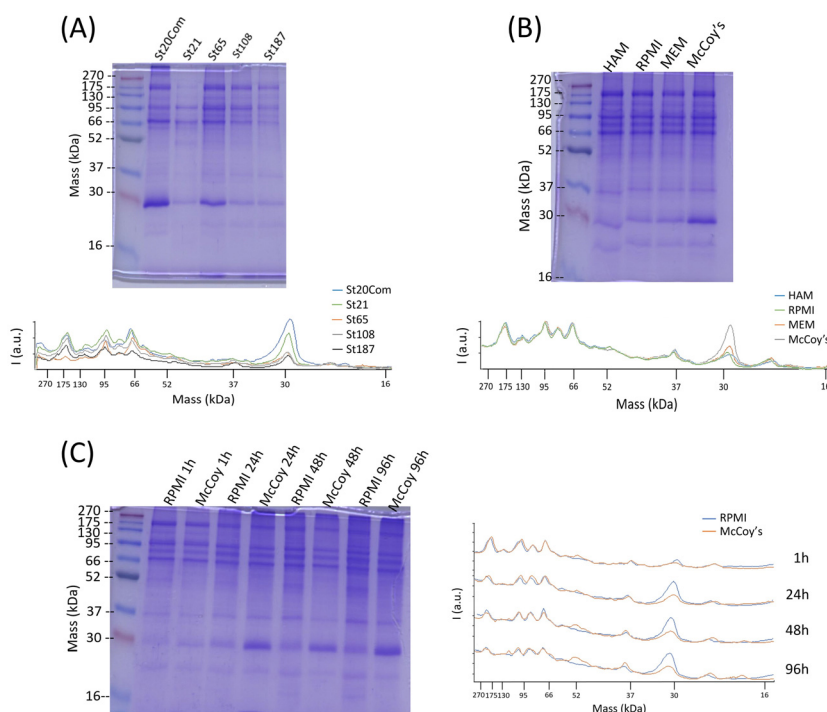 (A)
St20Com St21 St65 St108 St187
270
175
130
95
66
52
37
30
16
Mass (kDa)
St20Com
St21
St65
St108
St187
I (a.u.)
270 175 130 95 66 52 37 30 16
Mass (kDa)
(B)
HAM RPMI MEM McCoy's
270
175
130
95
66
52
37
30
16
Mass (kDa)
HAM
RPMI
MEM
McCoy's
I (a.u.)
270 175 130 95 66 52 37 30 16
Mass (kDa)
(C)
RPMI 1h McCoy 1h RPMI 24h McCoy 24h RPMI 48h McCoy 48h RPMI 96h McCoy 96h
270
175
130
95
66
52
37
30
16
Mass (kDa)
RPMI
McCoy's
1h
24h
48h
96h
I (a.u.)
270 175 130 95 66 52 37 30 16
Mass (kDa)